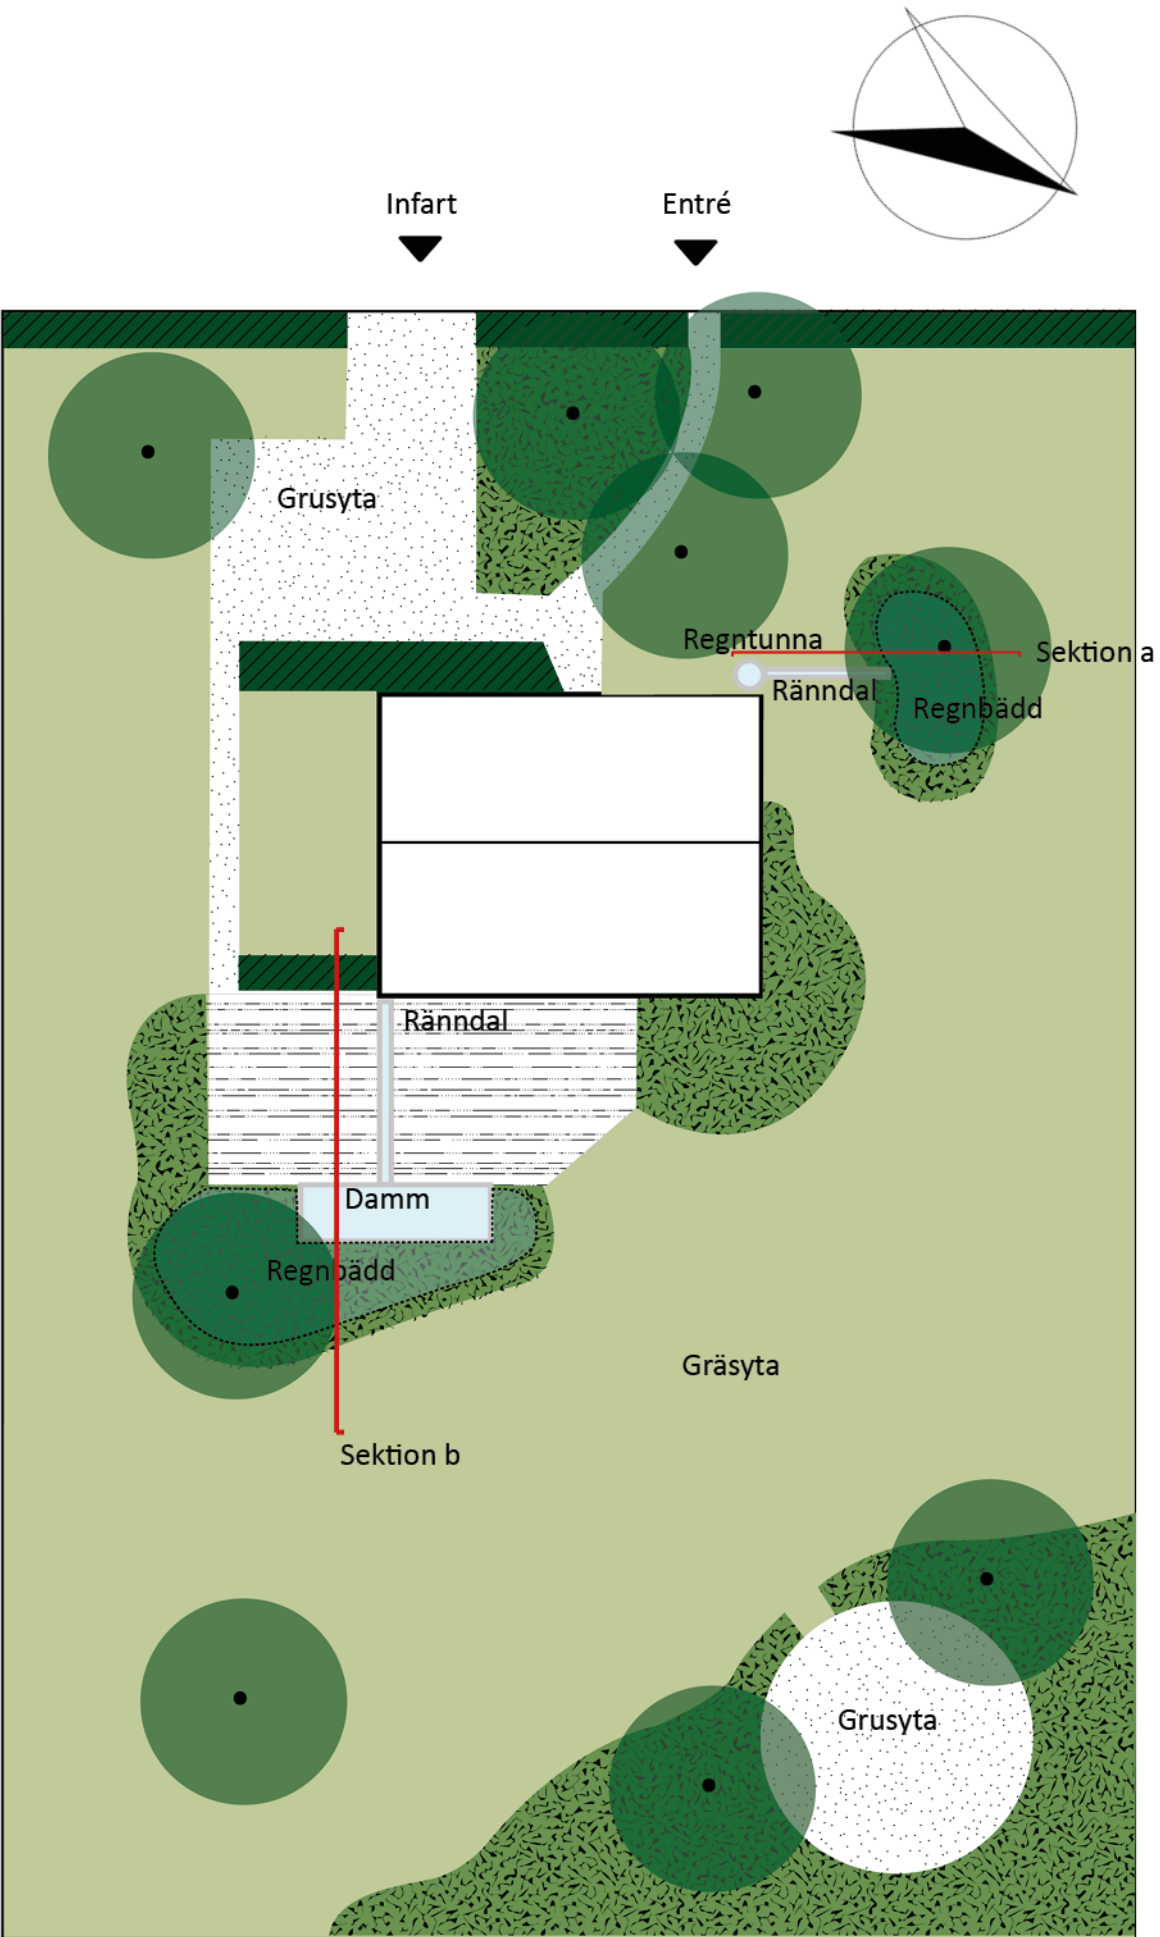 Infart
Entré
Grusyta
Regntunna
Sektion a
Ränndal
Regnbädd
Ränndal
Damm
Regnbädd
Gräsyta
Sektion b
Grusyta